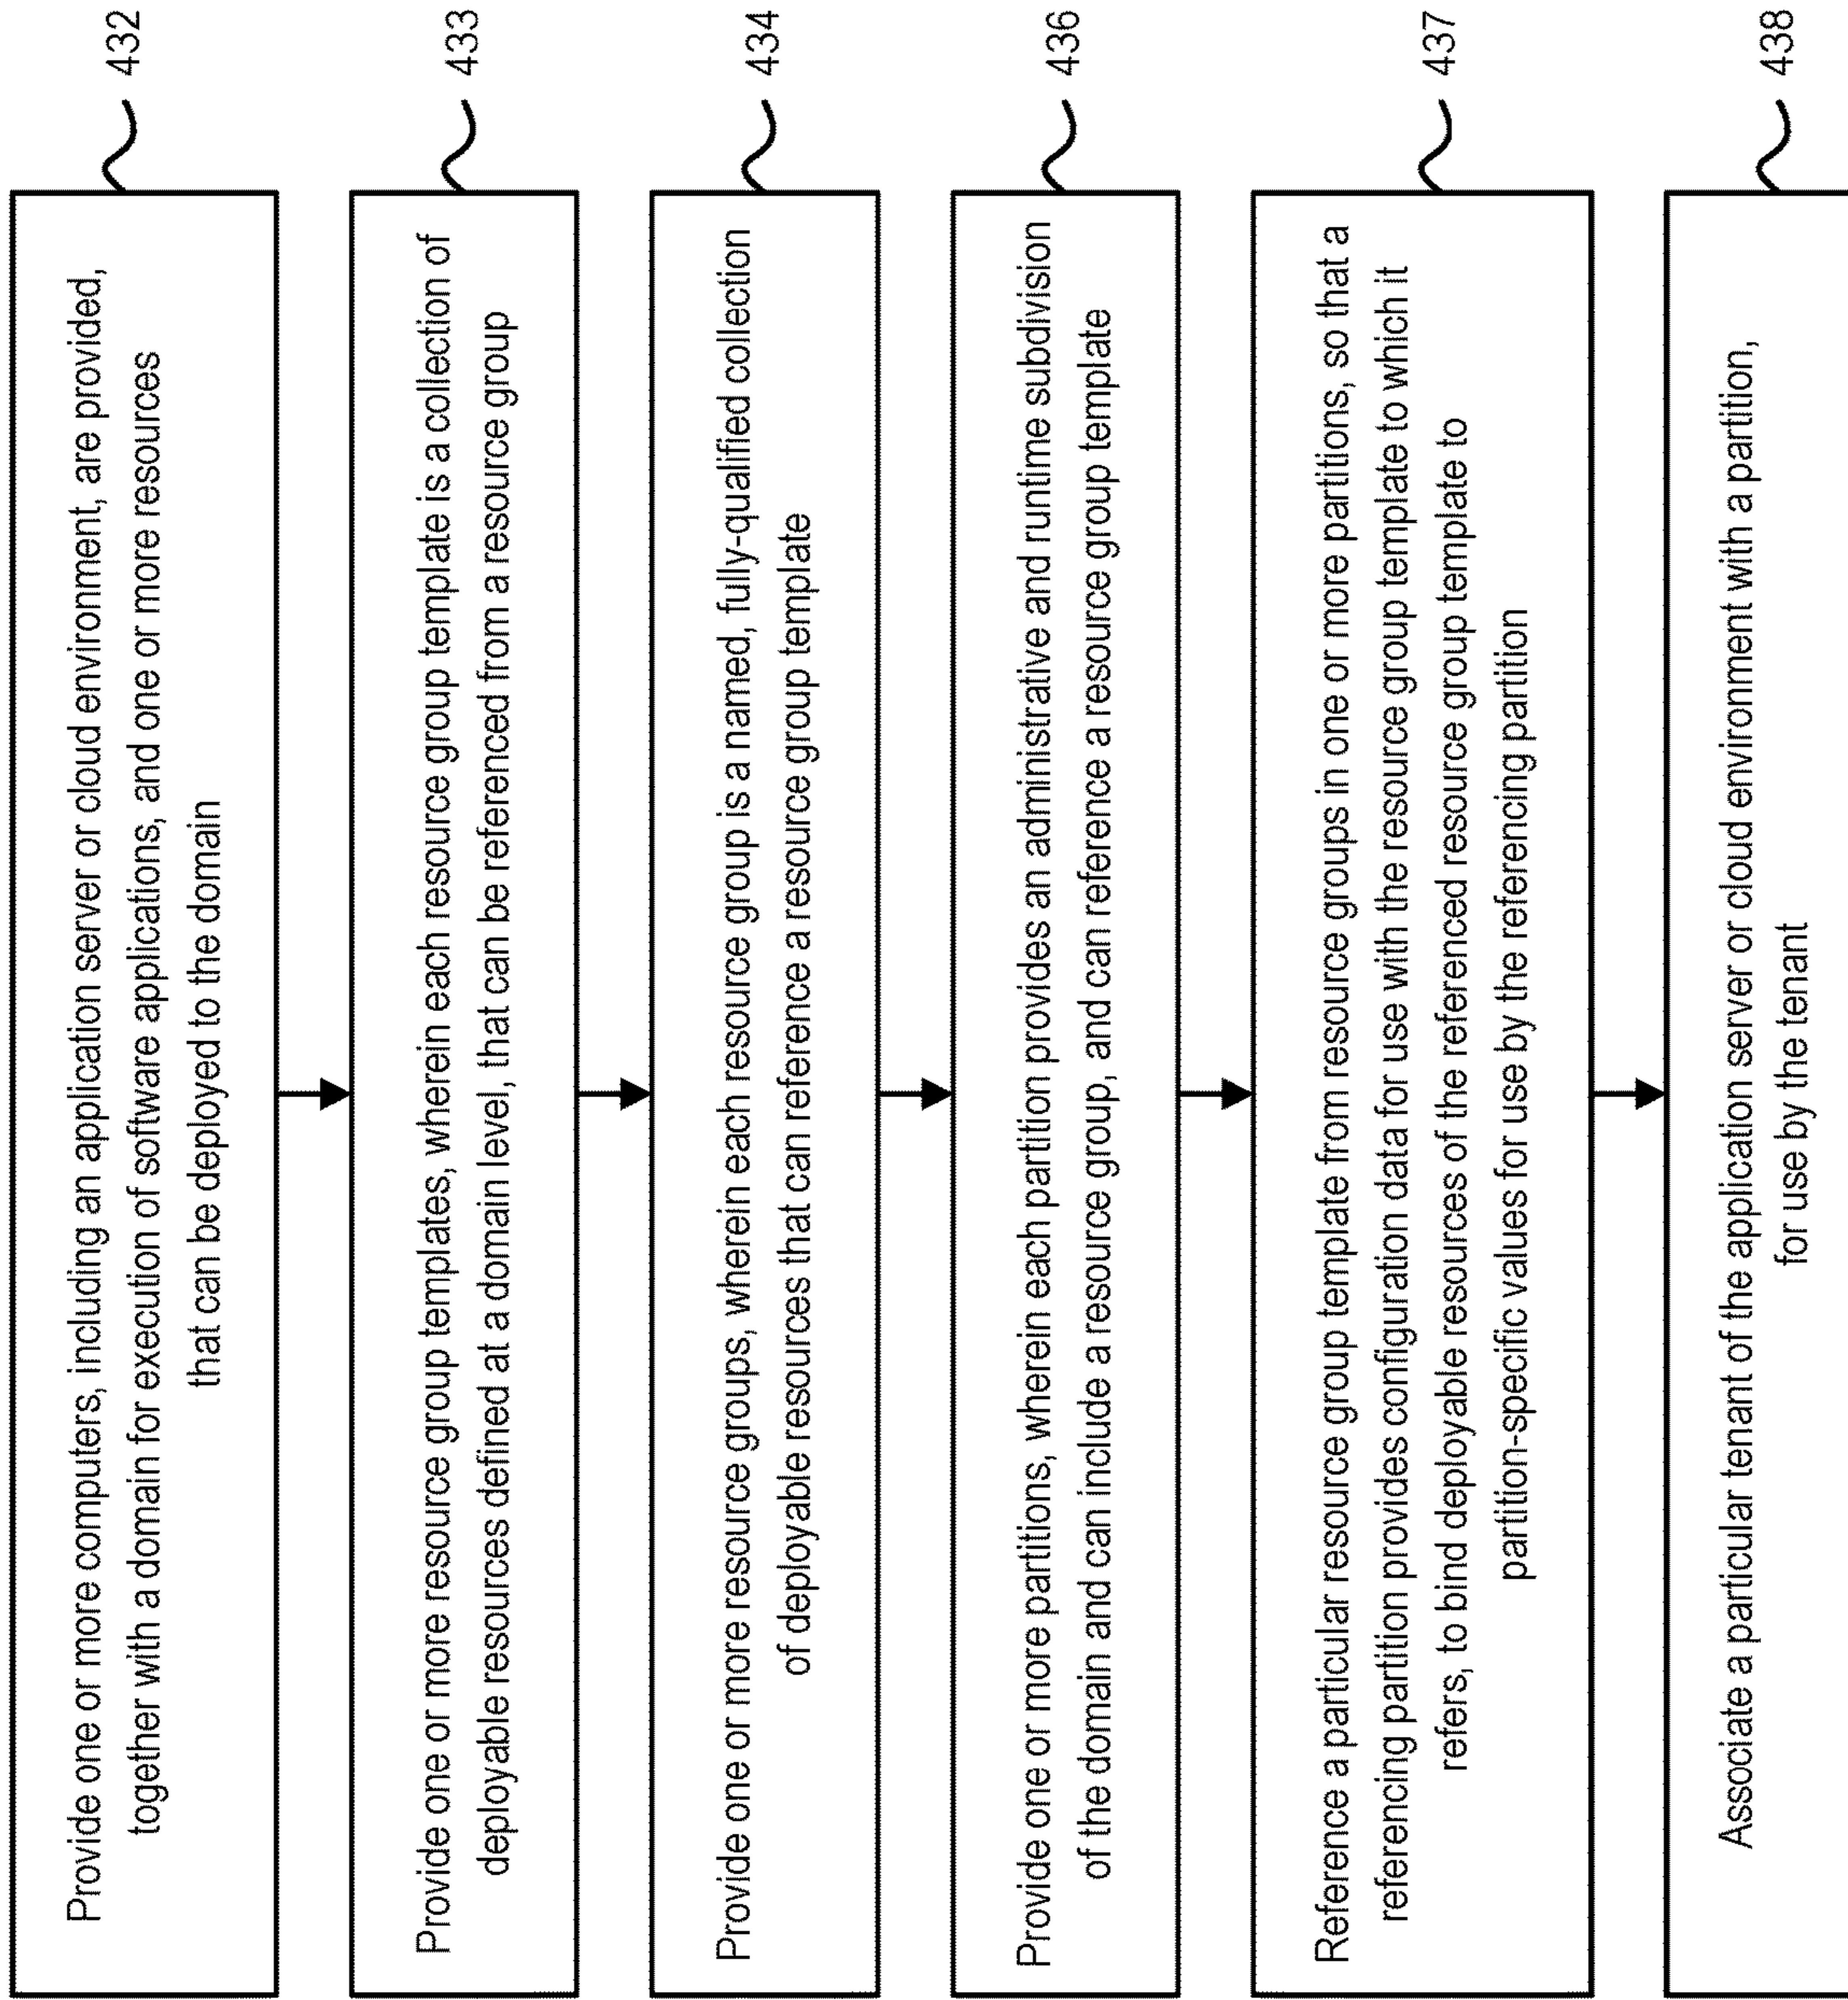 Provide one or more computers, including an application server or cloud environment, are provided,
together with a domain for execution of software applications, and one or more resources
that can be deployed to the domain
432
Provide one or more resource group templates, wherein each resource group template is a collection of
deployable resources defined at a domain level, that can be referenced from a resource group
433
Provide one or more resource groups, wherein each resource group is a named, fully-qualified collection
of deployable resources that can reference a resource group template
434
Provide one or more partitions, wherein each partition provides an administrative and runtime subdivision
of the domain and can include a resource group, and can reference a resource group template
436
Reference a particular resource group template from resource groups in one or more partitions, so that a
referencing partition provides configuration data for use with the resource group template to which it
refers, to bind deployable resources of the referenced resource group template to
partition-specific values for use by the referencing partition
437
Associate a particular tenant of the application server or cloud environment with a partition,
for use by the tenant
438